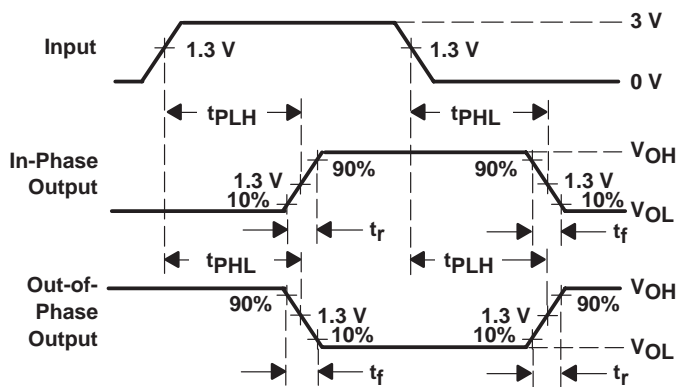 3 V
Input
1.3 V
1.3 V
0 V
tPLH
tPHL
In-Phase
Output
VOH
90%
90%
1.3 V
1.3 V
10%
10%
VOL
tr
tf
tPHL
tPLH
Out-of-
Phase
Output
VOH
90%
90%
1.3 V
1.3 V
10%
10%
VOL
tf
tr